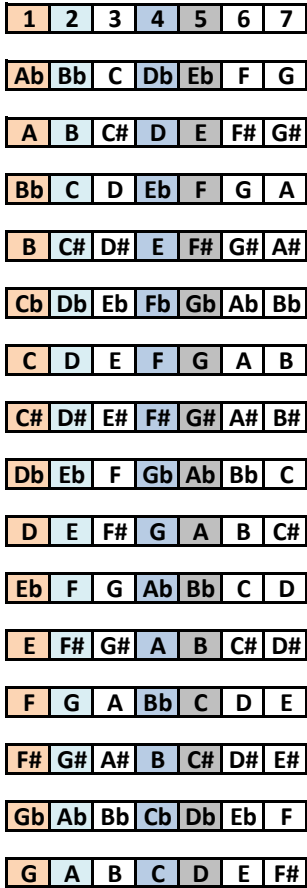 1 2 3 4 5 6 7
Ab Bb C Db Eb F G
A B C# D E F# G#
Bb C D Eb F G A
B C# D# E F# G# A#
Cb Db Eb Fb Gb Ab Bb
C D E F G A B
C# D# E# F# G# A# B#
Db Eb F Gb Ab Bb C
D E F# G A B C#
Eb F G Ab Bb C D
E F# G# A B C# D#
F G A Bb C D E
F# G# A# B C# D# E#
Gb Ab Bb Cb Db Eb F
G A B C D E F#